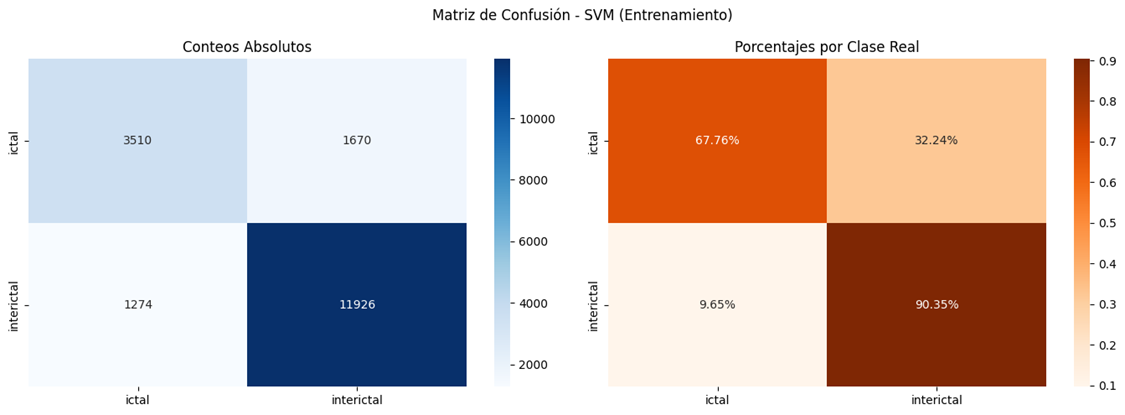 Matriz de Confusión - SVM (Entrenamiento)
Conteos Absolutos
ictal
3510
1670
interictal
1274
11926
ictal
interictal
10000
8000
6000
4000
2000
Porcentajes por Clase Real
ictal
67.76%
32.24%
interictal
9.65%
90.35%
ictal
interictal
0.9
0.8
0.7
0.6
0.5
0.4
0.3
0.2
0.1